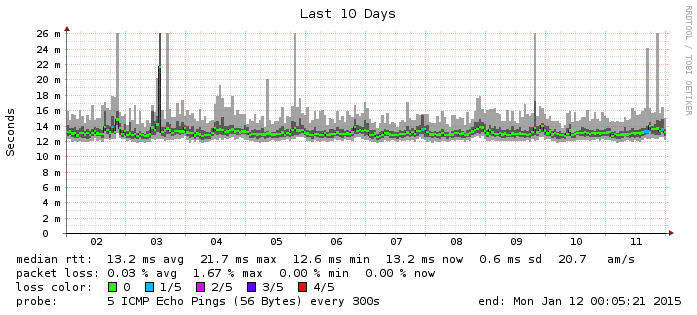 Last 10 Days
RRDTOOL / TOBI OETIKER
Seconds
26 m
24 m
22 m
20 m
18 m
16 m
14 m
12 m
10 m
8 m
6 m
4 m
2 m
0
02 03 04 05 06 07 08 09 10 11
median rtt: 13.2 ms avg 21.7 ms max 12.6 ms min 13.2 ms now 0.6 ms sd 20.7 am/s
packet loss: 0.03 % avg 1.67 % max 0.00 % min 0.00 % now
loss color: 0 1/5 2/5 3/5 4/5
probe: 5 ICMP Echo Pings (56 Bytes) every 300s end: Mon Jan 12 00:05:21 2015